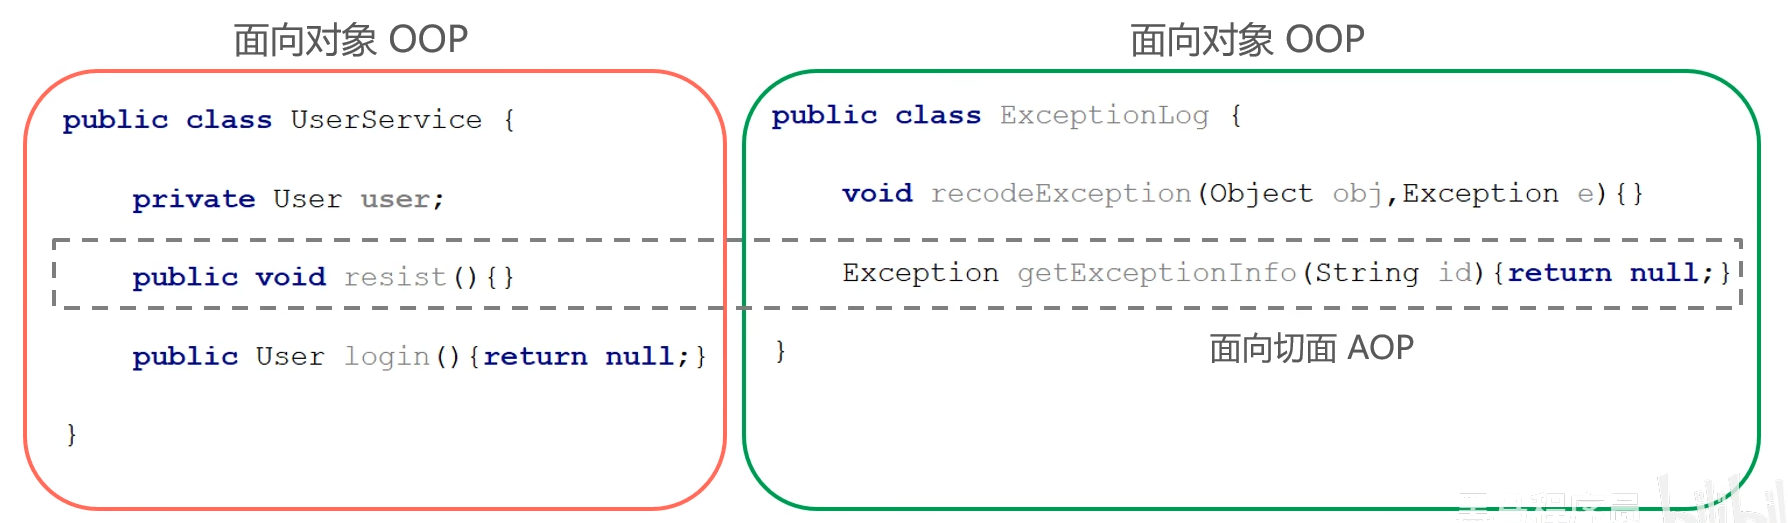 面向对象 OOP
public class UserService {
private User user;
public void resist(){}
public User login(){return null;}
}
面向对象 OOP
public class ExceptionLog {
void recodeException(Object obj,Exception e){}
Exception getExceptionInfo(String id){return null;}
}
面向切面 AOP